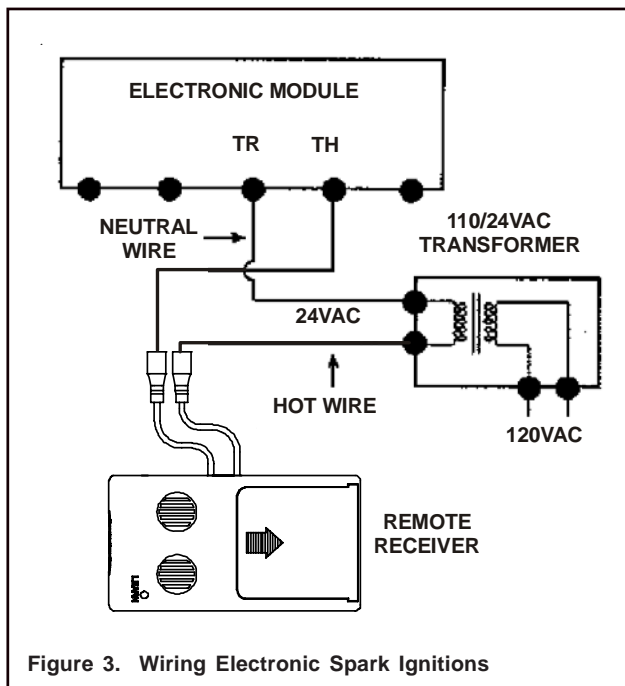 ELECTRONIC MODULE
TR TH
NEUTRAL
WIRE
110/24VAC
TRANSFORMER
24VAC
HOT WIRE
120VAC
REMOTE
RECEIVER
LEARN
Figure 3. Wiring Electronic Spark Ignitions